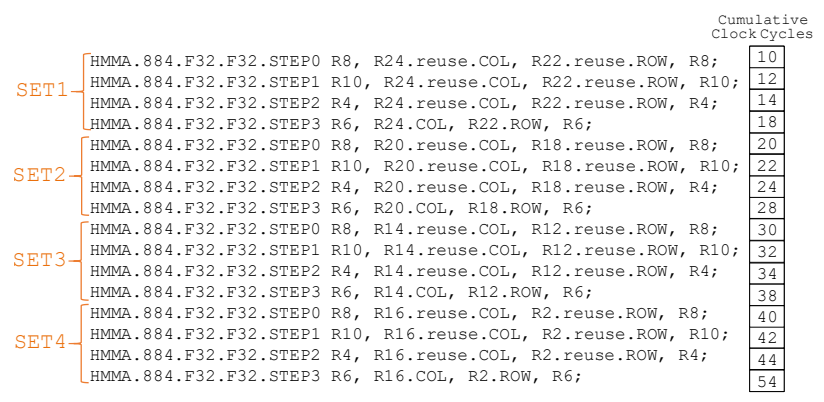 Cumulative
Clock Cycles
SET1
HMMA.884.F32.F32.STEP0 R8, R24.reuse.COL, R22.reuse.ROW, R8; 10
HMMA.884.F32.F32.STEP1 R10, R24.reuse.COL, R22.reuse.ROW, R10; 12
HMMA.884.F32.F32.STEP2 R4, R24.reuse.COL, R22.reuse.ROW, R4; 14
HMMA.884.F32.F32.STEP3 R6, R24.COL, R22.ROW, R6; 18
SET2
HMMA.884.F32.F32.STEP0 R8, R20.reuse.COL, R18.reuse.ROW, R8; 20
HMMA.884.F32.F32.STEP1 R10, R20.reuse.COL, R18.reuse.ROW, R10; 22
HMMA.884.F32.F32.STEP2 R4, R20.reuse.COL, R18.reuse.ROW, R4; 24
HMMA.884.F32.F32.STEP3 R6, R20.COL, R18.ROW, R6; 28
SET3
HMMA.884.F32.F32.STEP0 R8, R14.reuse.COL, R12.reuse.ROW, R8; 30
HMMA.884.F32.F32.STEP1 R10, R14.reuse.COL, R12.reuse.ROW, R10; 32
HMMA.884.F32.F32.STEP2 R4, R14.reuse.COL, R12.reuse.ROW, R4; 34
HMMA.884.F32.F32.STEP3 R6, R14.COL, R12.ROW, R6; 38
SET4
HMMA.884.F32.F32.STEP0 R8, R16.reuse.COL, R2.reuse.ROW, R8; 40
HMMA.884.F32.F32.STEP1 R10, R16.reuse.COL, R2.reuse.ROW, R10; 42
HMMA.884.F32.F32.STEP2 R4, R16.reuse.COL, R2.reuse.ROW, R4; 44
HMMA.884.F32.F32.STEP3 R6, R16.COL, R2.ROW, R6; 54